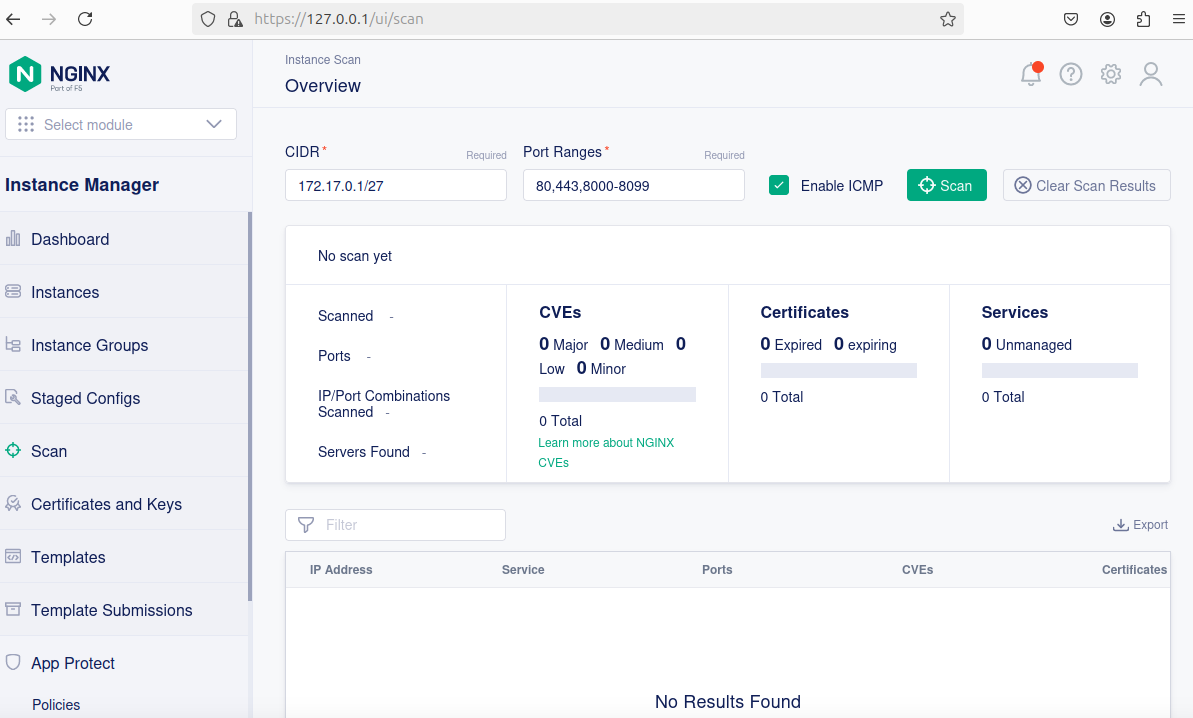 https://127.0.0.1/ui/scan
NGINX
Part of F5
Select module
Instance Manager
Dashboard
Instances
Instance Groups
Staged Configs
Scan
Certificates and Keys
Templates
Template Submissions
App Protect
Policies
Instance Scan
Overview
CIDR* Required
172.17.0.1/27
Port Ranges* Required
80,443,8000-8099
Enable ICMP
Scan
Clear Scan Results
No scan yet
Scanned -
Ports -
IP/Port Combinations
Scanned -
Servers Found -
CVEs
0 Major 0 Medium 0
Low 0 Minor
0 Total
Learn more about NGINX
CVEs
Certificates
0 Expired 0 expiring
0 Total
Services
0 Unmanaged
0 Total
Filter
Export
IP Address Service Ports CVEs Certificates
No Results Found